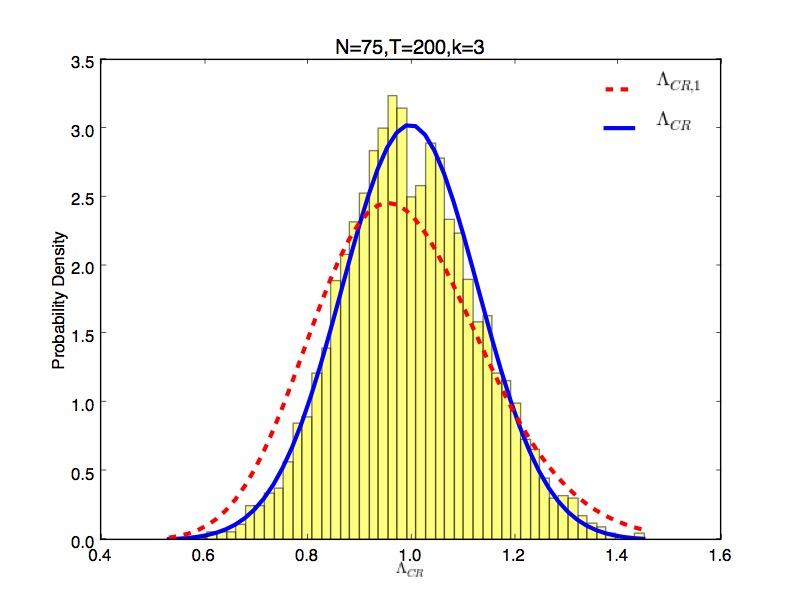 N=75,T=200,k=3
3.5
3.0
2.5
2.0
1.5
1.0
0.5
0.0
Probability Density
Λ_{CR,1}
Λ_{CR}
0.4 0.6 0.8 1.0 1.2 1.4 1.6
Λ_{CR}